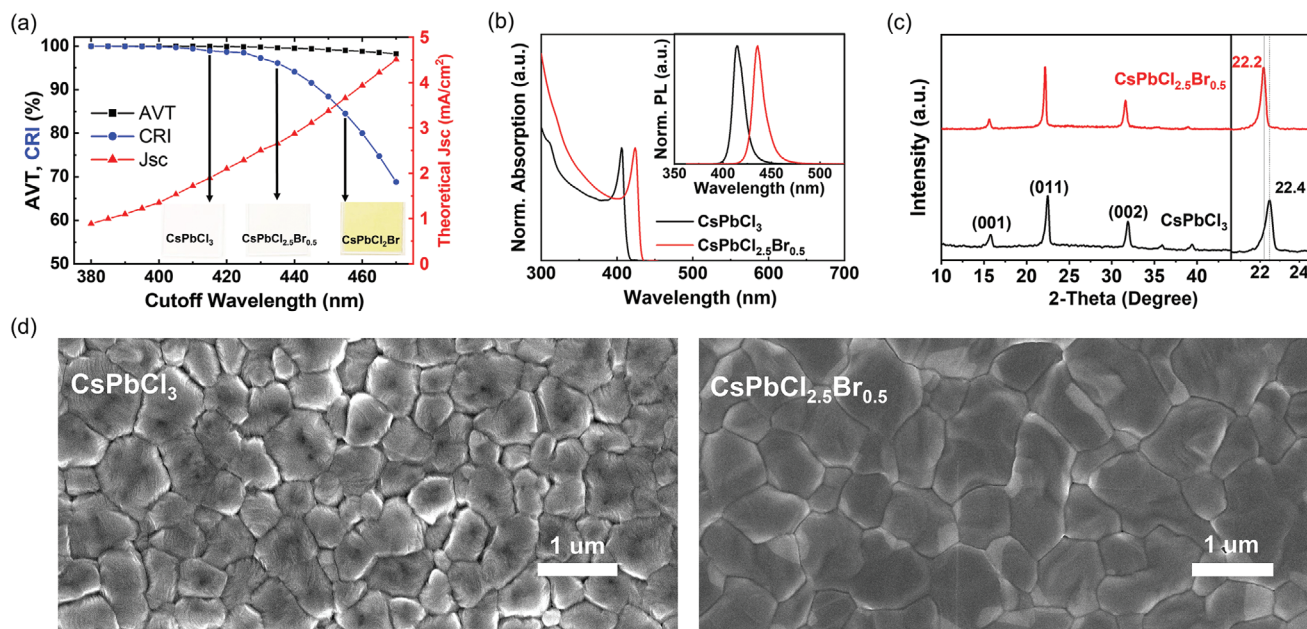 (a)
100
90
80
70
60
50
AVT, CRI (%)
AVT
CRI
Jsc
CsPbCl3
CsPbCl2.5Br0.5
CsPbCl2Br
5
4
3
2
1
0
Theoretical Jsc (mA/cm2)
380 400 420 440 460
Cutoff Wavelength (nm)
(b)
Norm. Absorption (a.u.)
Norm. PL (a.u.)
350 400 450 500
Wavelength (nm)
CsPbCl3
CsPbCl2.5Br0.5
300 400 500 600 700
Wavelength (nm)
(c)
Intensity (a.u.)
CsPbCl2.5Br0.5
22.2
(001)
(011)
(002)
CsPbCl3
22.4
10 15 20 25 30 35 40 22 24
2-Theta (Degree)
(d)
CsPbCl3
1 um
CsPbCl2.5Br0.5
1 um